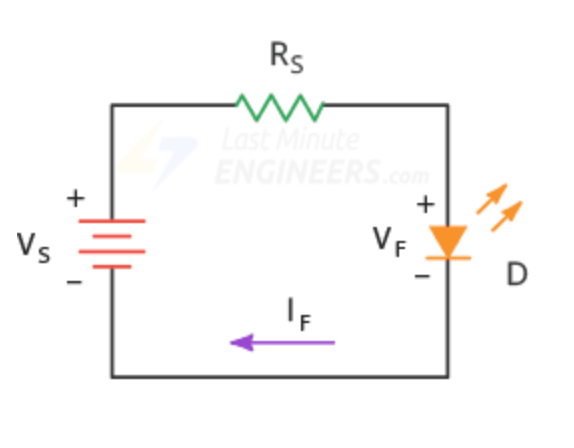 RS
Last Minute
ENGINEERS.com
+
+
VS
VF
−
−
D
IF